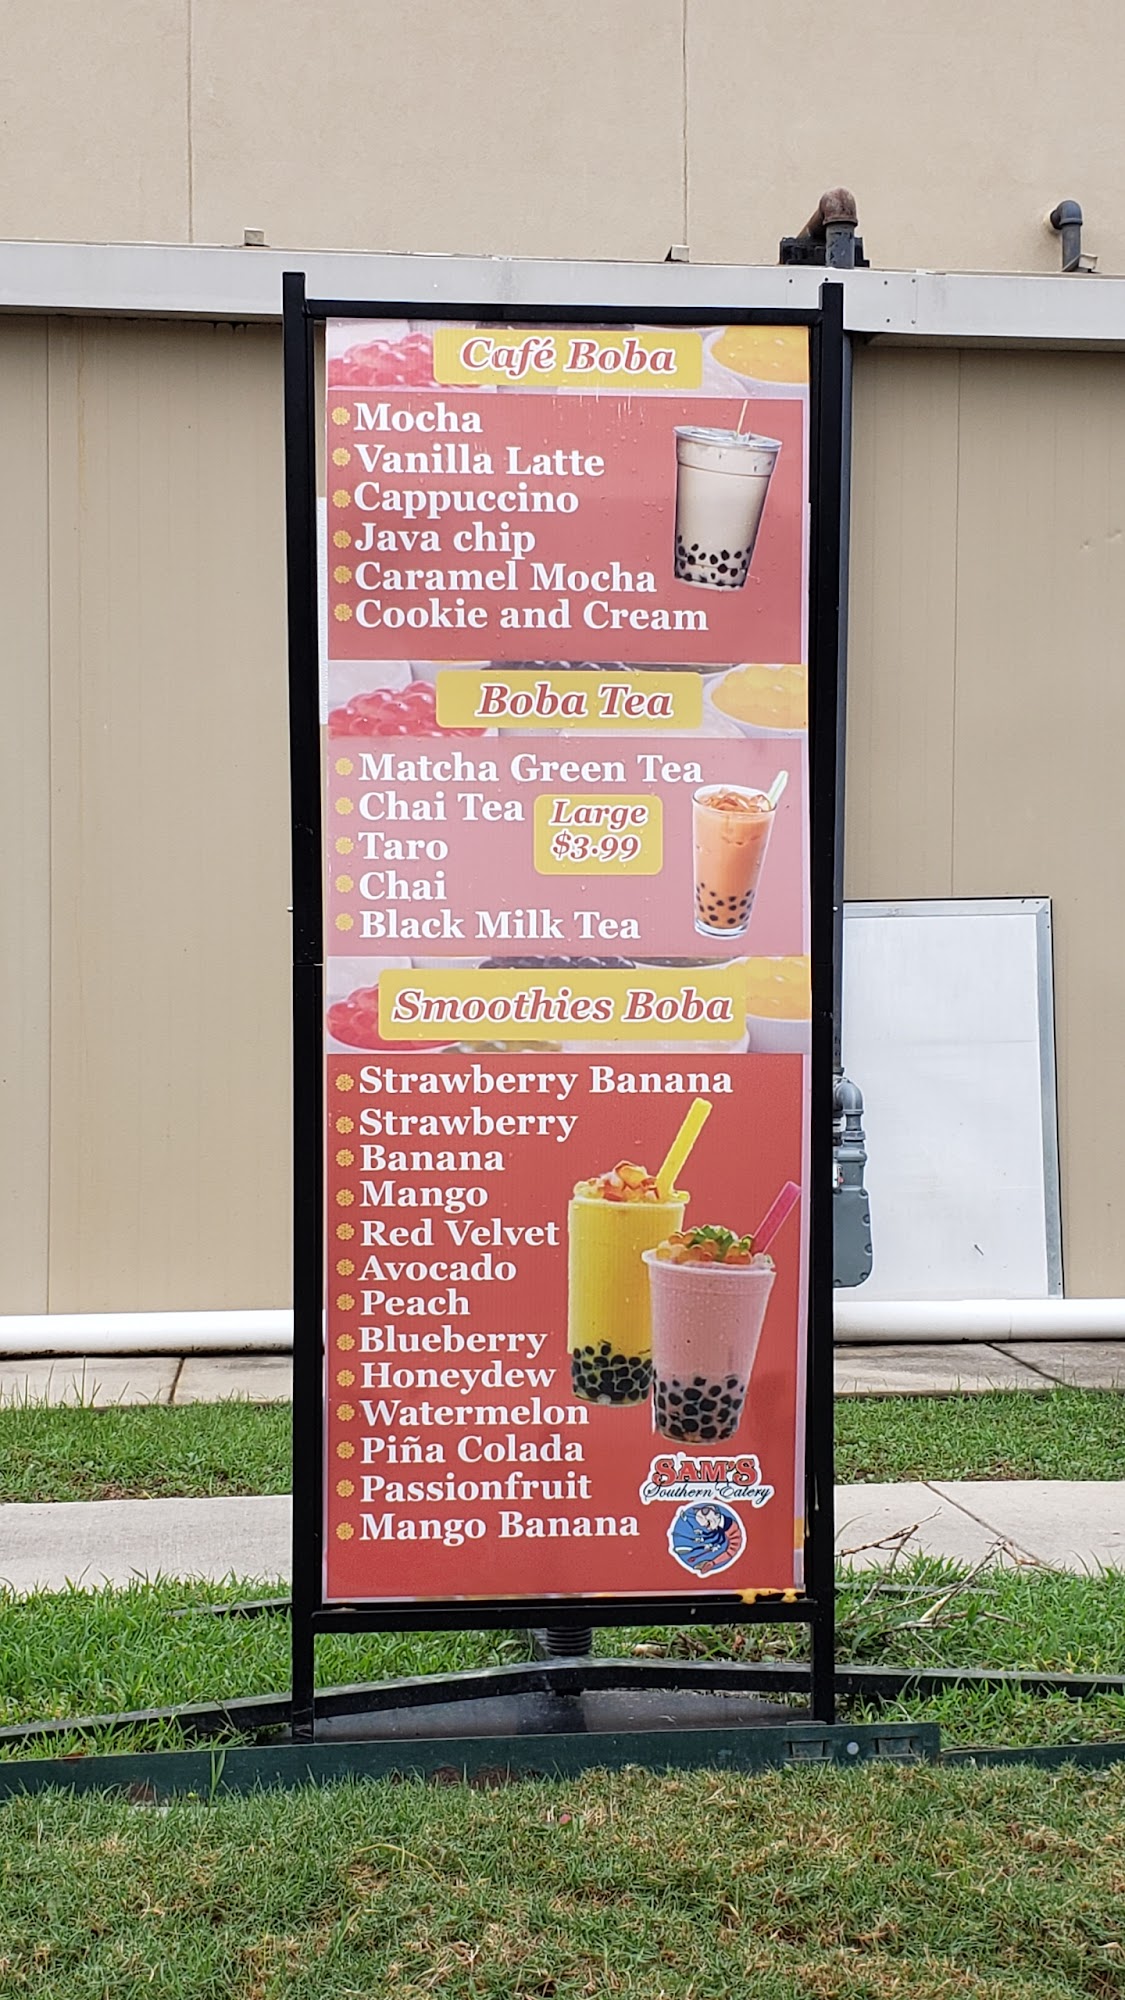 Café Boba
Mocha
Vanilla Latte
Cappuccino
Java chip
Caramel Mocha
Cookie and Cream
Boba Tea
Matcha Green Tea
Chai Tea
Large
$3.99
Taro
Chai
Black Milk Tea
Smoothies Boba
Strawberry Banana
Strawberry
Banana
Mango
Red Velvet
Avocado
Peach
Blueberry
Honeydew
Watermelon
Piña Colada
Passionfruit
Mango Banana
SAM'S
Southern Eatery